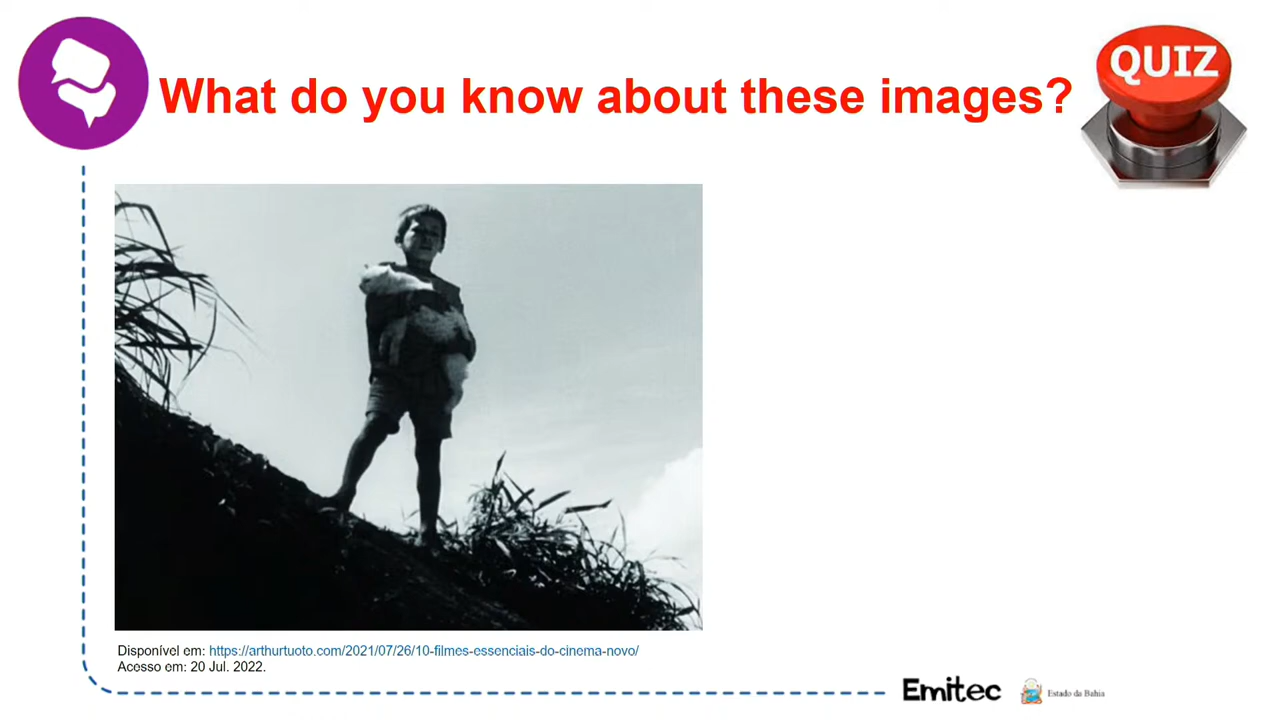 What do you know about these images?
QUIZ
Disponível em: https://arthurtuoto.com/2021/07/26/10-filmes-essenciais-do-cinema-novo/
Acesso em: 20 Jul. 2022.
Emitec
Estado da Bahia